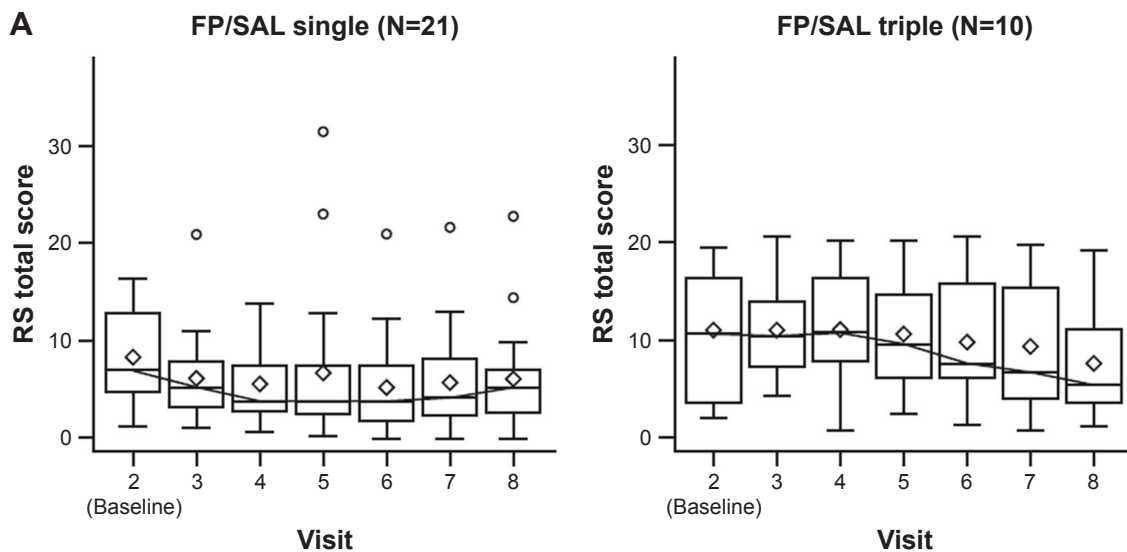 A
FP/SAL single (N=21)
RS total score
30
20
10
0
2 3 4 5 6 7 8
(Baseline)
Visit
FP/SAL triple (N=10)
RS total score
30
20
10
0
2 3 4 5 6 7 8
(Baseline)
Visit